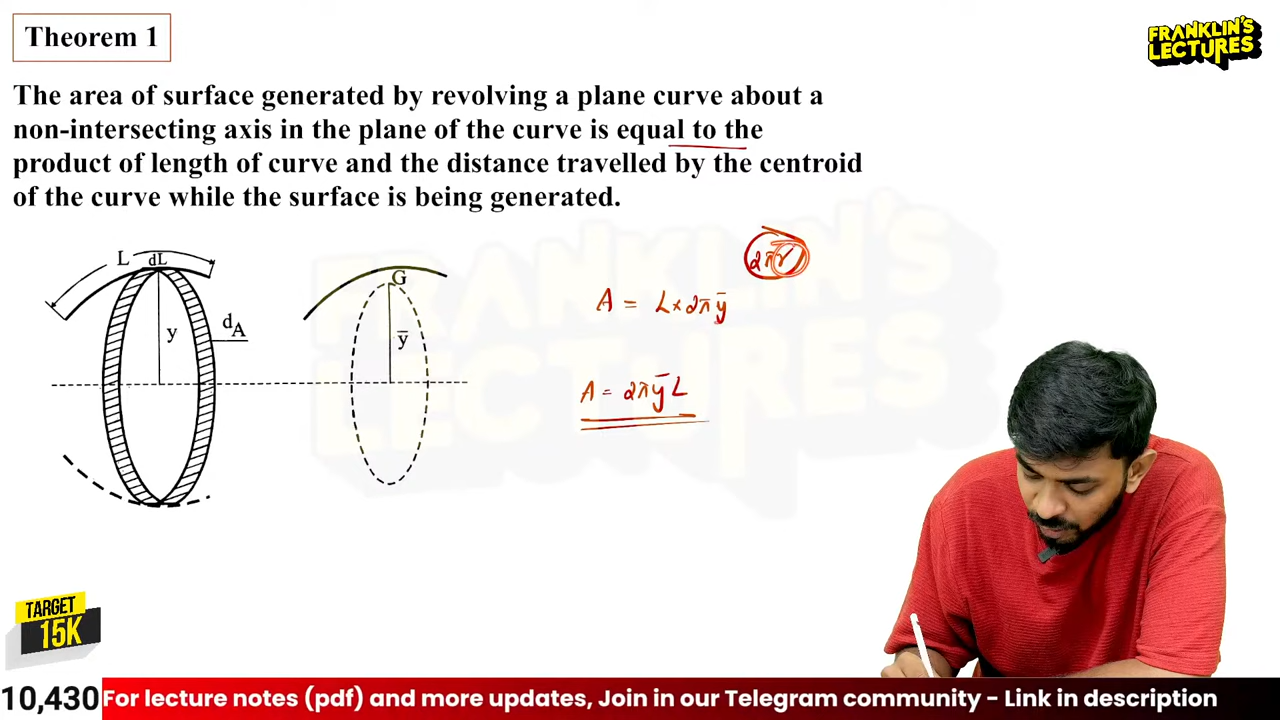 Theorem 1
FRANKLIN'S
LECTURES
The area of surface generated by revolving a plane curve about a
non-intersecting axis in the plane of the curve is equal to the
product of length of curve and the distance travelled by the centroid
of the curve while the surface is being generated.
L
dL
y
dA
G
ȳ
2πr
A = L×2πȳ
A = 2πȳL
FRANKLIN'S
LECTURES
TARGET
15K
10,430
For lecture notes (pdf) and more updates, Join in our Telegram community - Link in description